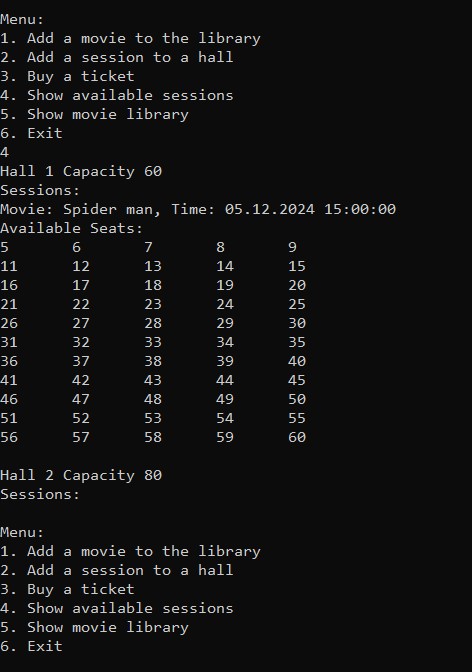 Menu:
1. Add a movie to the library
2. Add a session to a hall
3. Buy a ticket
4. Show available sessions
5. Show movie library
6. Exit
4
Hall 1 Capacity 60
Sessions:
Movie: Spider man, Time: 05.12.2024 15:00:00
Available Seats:
5 6 7 8 9
11 12 13 14 15
16 17 18 19 20
21 22 23 24 25
26 27 28 29 30
31 32 33 34 35
36 37 38 39 40
41 42 43 44 45
46 47 48 49 50
51 52 53 54 55
56 57 58 59 60
Hall 2 Capacity 80
Sessions:
Menu:
1. Add a movie to the library
2. Add a session to a hall
3. Buy a ticket
4. Show available sessions
5. Show movie library
6. Exit